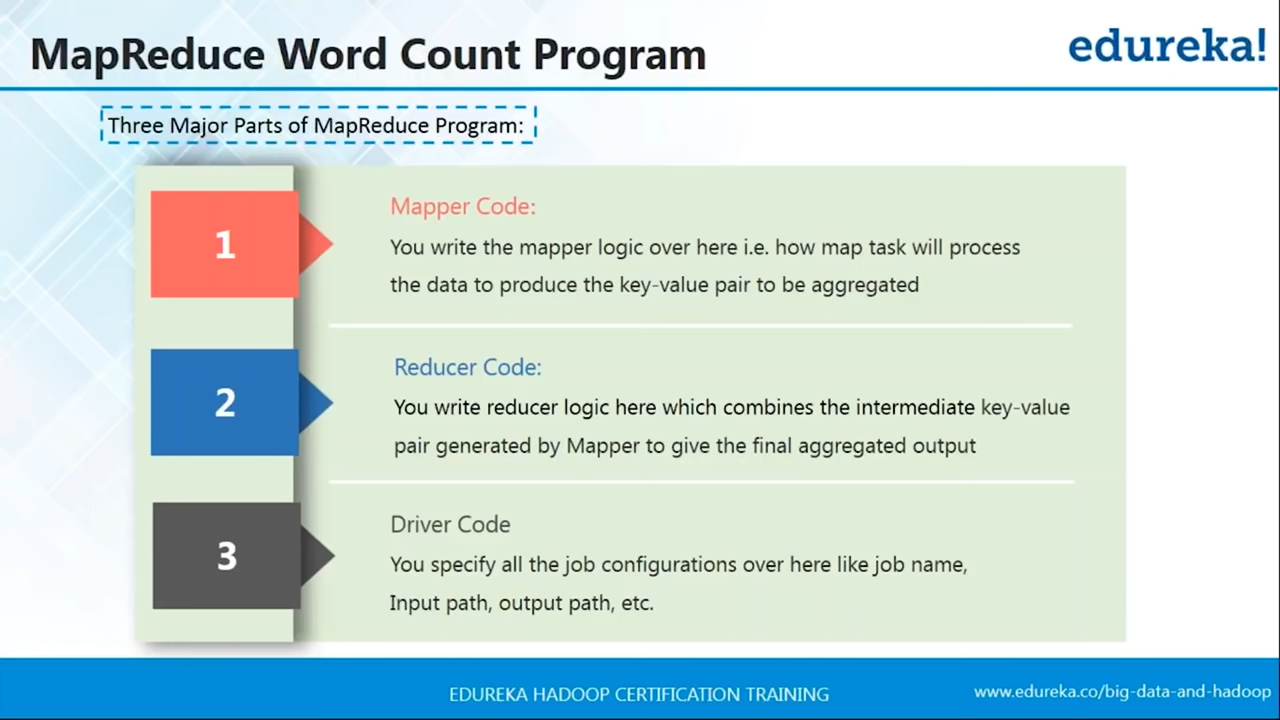 MapReduce Word Count Program
edureka!
Three Major Parts of MapReduce Program:
1
Mapper Code:
You write the mapper logic over here i.e. how map task will process
the data to produce the key-value pair to be aggregated
2
Reducer Code:
You write reducer logic here which combines the intermediate key-value
pair generated by Mapper to give the final aggregated output
3
Driver Code
You specify all the job configurations over here like job name,
Input path, output path, etc.
EDUREKA HADOOP CERTIFICATION TRAINING
www.edureka.co/big-data-and-hadoop